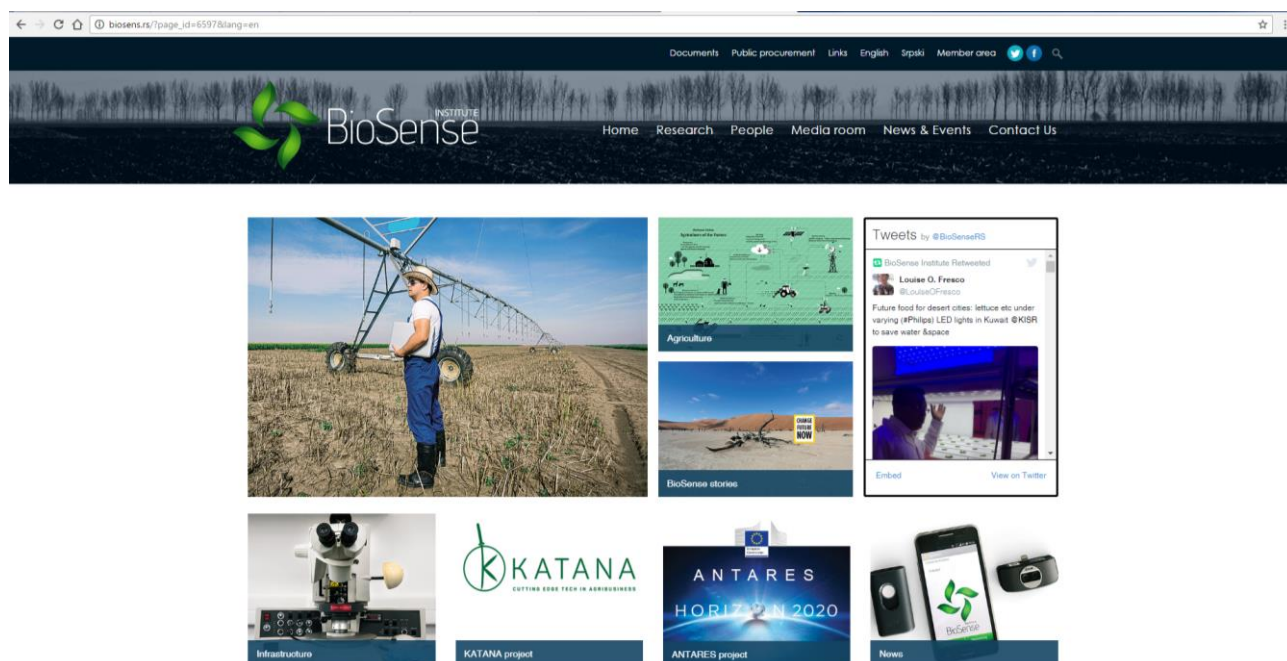 biosens.rs/?page_id=6597&lang=en
Documents Public procurement Links English Srpski Member area
BioSense
INSTITUTE
Home Research People Media room News & Events Contact Us
Agriculture
BioSense stories
CHANGE
FUTURE
NOW
Tweets by @BioSenseRS
BioSense Institute Retweeted
Louise O. Fresco
@LouiseOFresco
Future food for desert cities: lettuce etc under
varying (#Philips) LED lights in Kuwait @KISR
to save water &space
Embed View on Twitter
Infrastructure
K KATANA
CUTTING EDGE TECH IN AGRIBUSINESS
KATANA project
ANTARES
HORIZON 2020
ANTARES project
BioSense
News